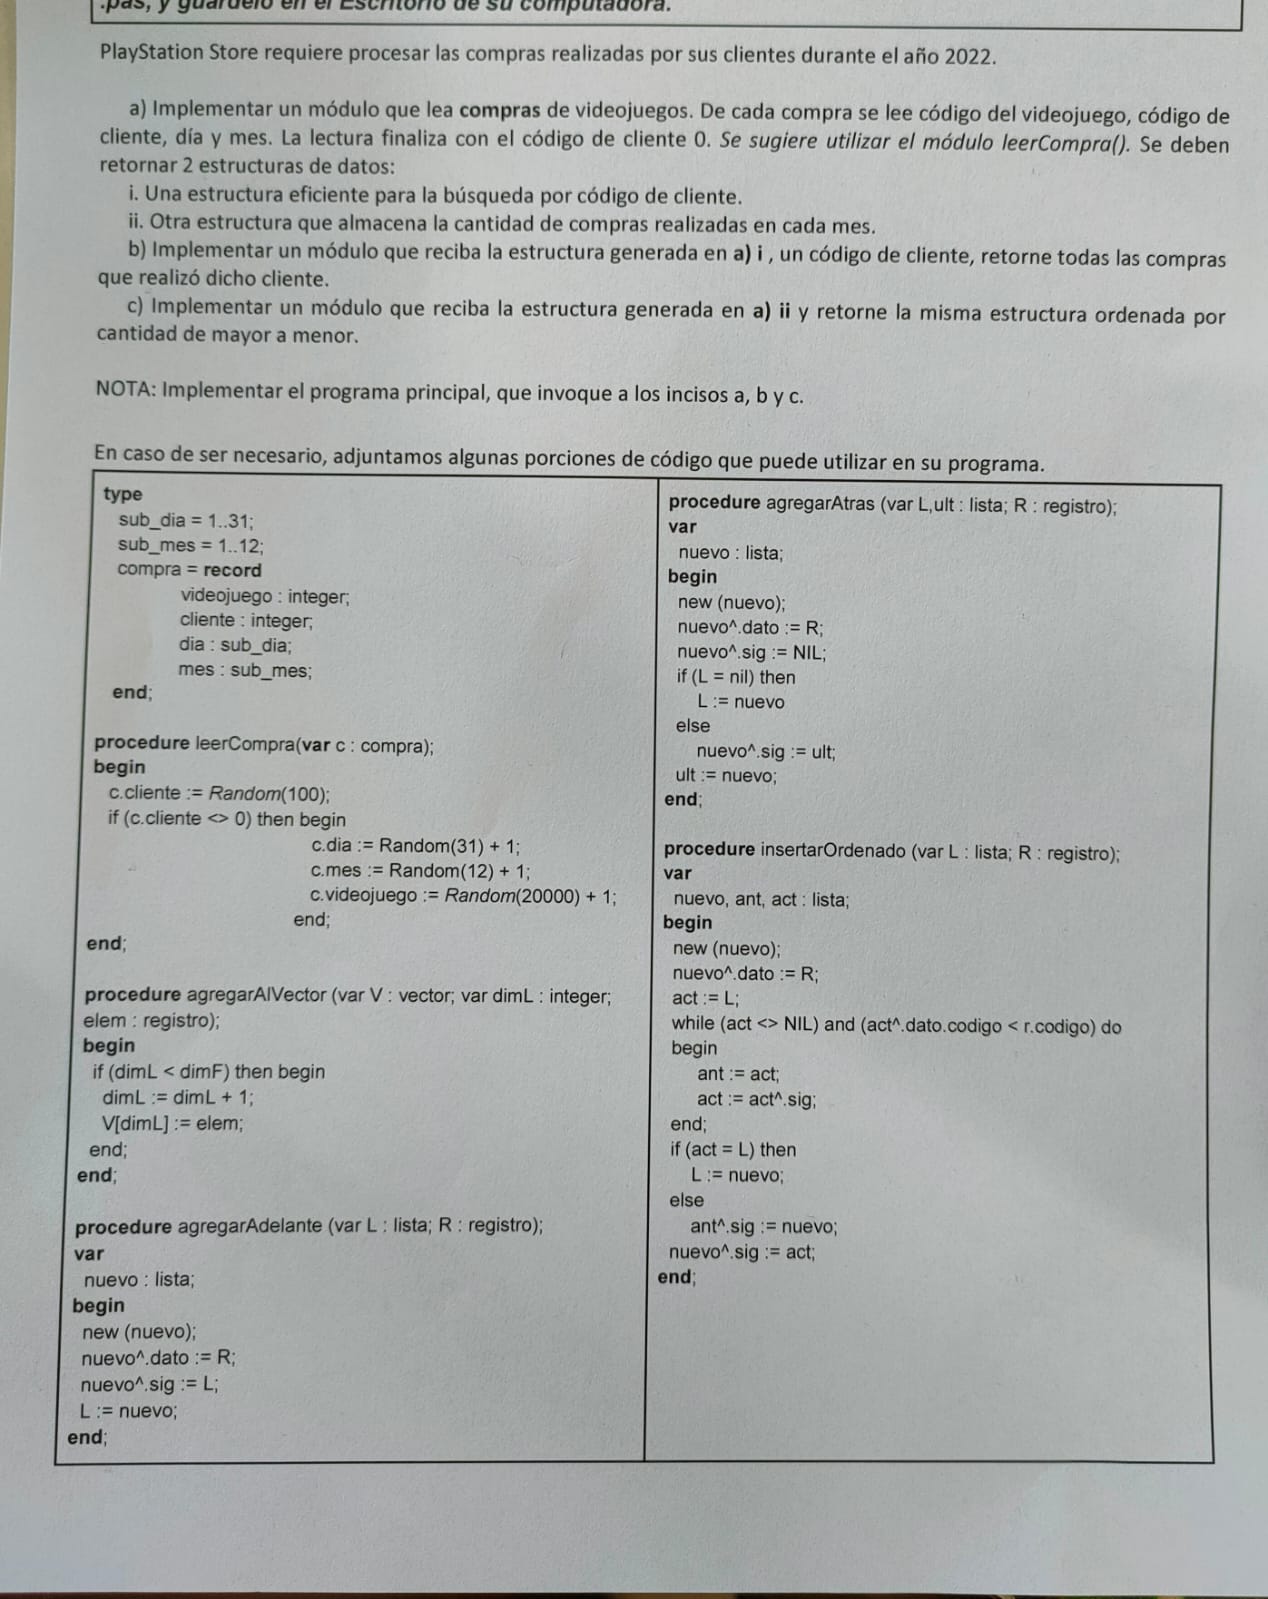 .pas, y guárdelo en el Escritorio de su computadora.
PlayStation Store requiere procesar las compras realizadas por sus clientes durante el año 2022.
a) Implementar un módulo que lea compras de videojuegos. De cada compra se lee código del videojuego, código de
cliente, día y mes. La lectura finaliza con el código de cliente 0. Se sugiere utilizar el módulo leerCompra(). Se deben
retornar 2 estructuras de datos:
i. Una estructura eficiente para la búsqueda por código de cliente.
ii. Otra estructura que almacena la cantidad de compras realizadas en cada mes.
b) Implementar un módulo que reciba la estructura generada en a) i , un código de cliente, retorne todas las compras
que realizó dicho cliente.
c) Implementar un módulo que reciba la estructura generada en a) ii y retorne la misma estructura ordenada por
cantidad de mayor a menor.
NOTA: Implementar el programa principal, que invoque a los incisos a, b y c.
En caso de ser necesario, adjuntamos algunas porciones de código que puede utilizar en su programa.
type
sub_dia = 1..31;
sub_mes = 1..12;
compra = record
videojuego : integer;
cliente : integer;
dia : sub_dia;
mes : sub_mes;
end;
procedure leerCompra(var c : compra);
begin
c.cliente := Random(100);
if (c.cliente <> 0) then begin
c.dia := Random(31) + 1;
c.mes := Random(12) + 1;
c.videojuego := Random(20000) + 1;
end;
end;
procedure agregarAlVector (var V : vector; var dimL : integer;
elem : registro);
begin
if (dimL < dimF) then begin
dimL := dimL + 1;
V[dimL] := elem;
end;
end;
procedure agregarAdelante (var L : lista; R : registro);
var
nuevo : lista;
begin
new (nuevo);
nuevo^.dato := R;
nuevo^.sig := L;
L := nuevo;
end;
procedure agregarAtras (var L,ult : lista; R : registro);
var
nuevo : lista;
begin
new (nuevo);
nuevo^.dato := R;
nuevo^.sig := NIL;
if (L = nil) then
L := nuevo
else
nuevo^.sig := ult;
ult := nuevo;
end;
procedure insertarOrdenado (var L : lista; R : registro);
var
nuevo, ant, act : lista;
begin
new (nuevo);
nuevo^.dato := R;
act := L;
while (act <> NIL) and (act^.dato.codigo < r.codigo) do
begin
ant := act;
act := act^.sig;
end;
if (act = L) then
L := nuevo;
else
ant^.sig := nuevo;
nuevo^.sig := act;
end;